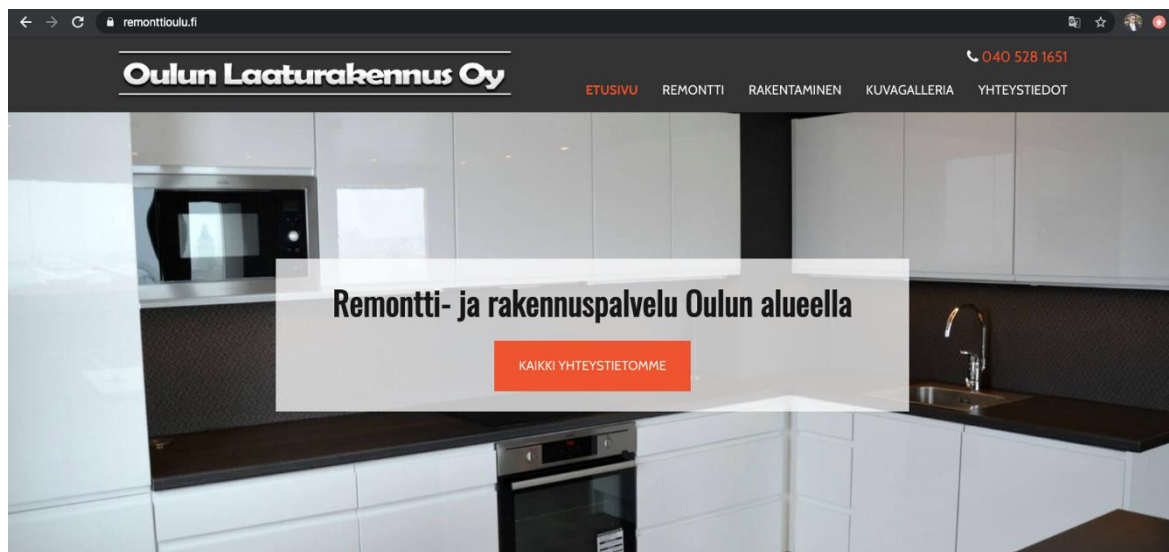 remonttioulu.fi
Oulun Laaturakennus Oy
040 528 1651
ETUSIVU REMONTTI RAKENTAMINEN KUVAGALLERIA YHTEYSTIEDOT
Remontti- ja rakennuspalvelu Oulun alueella
KAIKKI YHTEYSTIETOMME